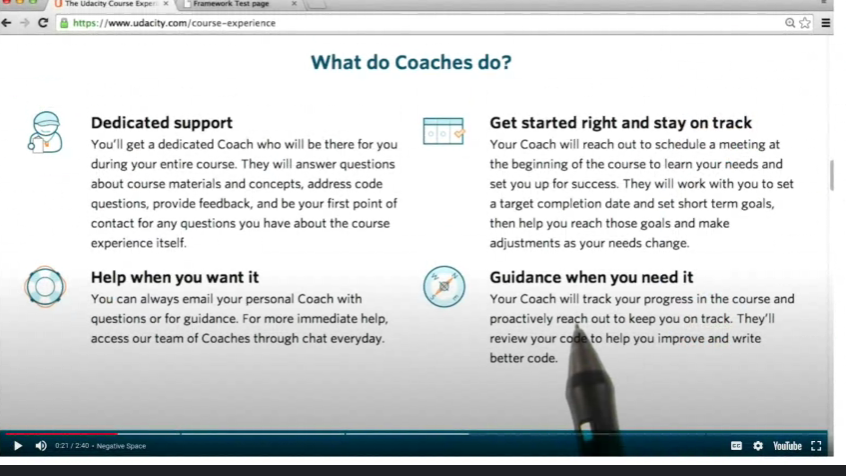 The Udacity Course Exper
Framework Test page
https://www.udacity.com/course-experience
What do Coaches do?
Dedicated support
You'll get a dedicated Coach who will be there for you
during your entire course. They will answer questions
about course materials and concepts, address code
questions, provide feedback, and be your first point of
contact for any questions you have about the course
experience itself.
Get started right and stay on track
Your Coach will reach out to schedule a meeting at
the beginning of the course to learn your needs and
set you up for success. They will work with you to set
a target completion date and set short term goals,
then help you reach those goals and make
adjustments as your needs change.
Help when you want it
You can always email your personal Coach with
questions or for guidance. For more immediate help,
access our team of Coaches through chat everyday.
Guidance when you need it
Your Coach will track your progress in the course and
proactively reach out to keep you on track. They'll
review your code to help you improve and write
better code.
0:21 / 2:40 • Negative Space
CC
YouTube